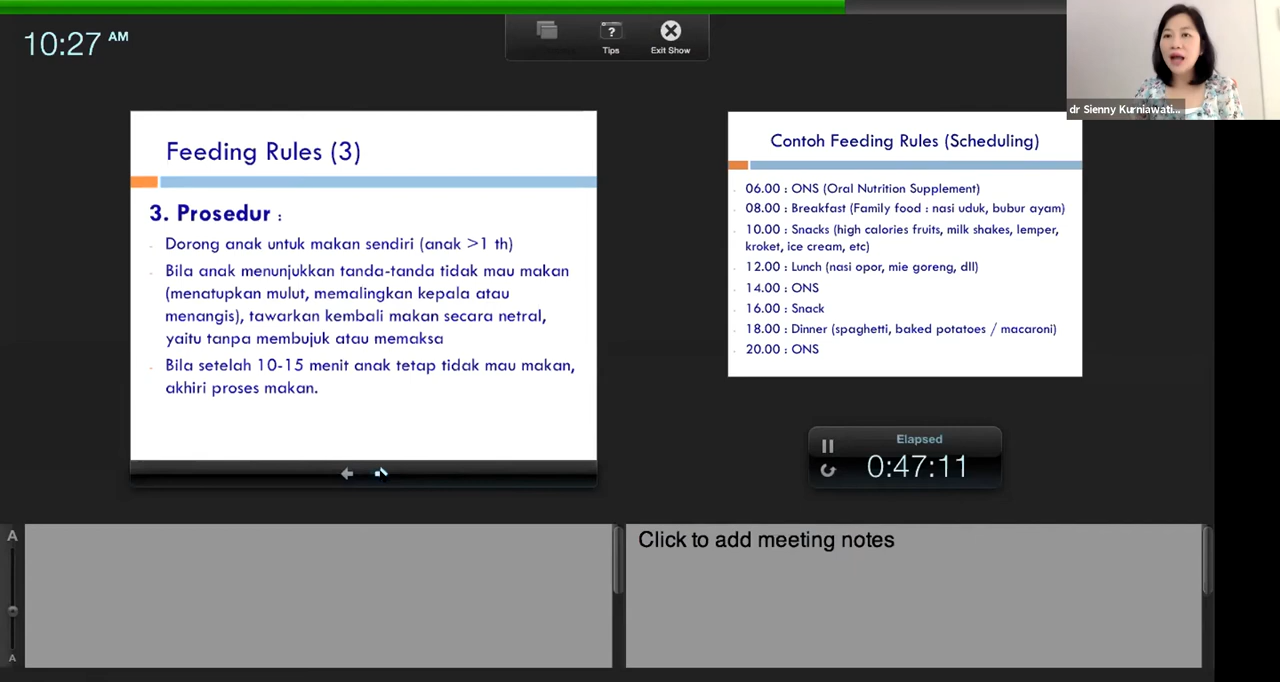 10:27 AM
Tips
Exit Show
dr Sienny Kurniawati...
Feeding Rules (3)
3. Prosedur :
Dorong anak untuk makan sendiri (anak >1 th)
Bila anak menunjukkan tanda-tanda tidak mau makan
(menatupkan mulut, memalingkan kepala atau
menangis), tawarkan kembali makan secara netral,
yaitu tanpa membujuk atau memaksa
Bila setelah 10-15 menit anak tetap tidak mau makan,
akhiri proses makan.
Contoh Feeding Rules (Scheduling)
06.00 : ONS (Oral Nutrition Supplement)
08.00 : Breakfast (Family food : nasi uduk, bubur ayam)
10.00 : Snacks (high calories fruits, milk shakes, lemper,
kroket, ice cream, etc)
12.00 : Lunch (nasi opor, mie goreng, dll)
14.00 : ONS
16.00 : Snack
18.00 : Dinner (spaghetti, baked potatoes / macaroni)
20.00 : ONS
Elapsed
0:47:11
A
A
Click to add meeting notes